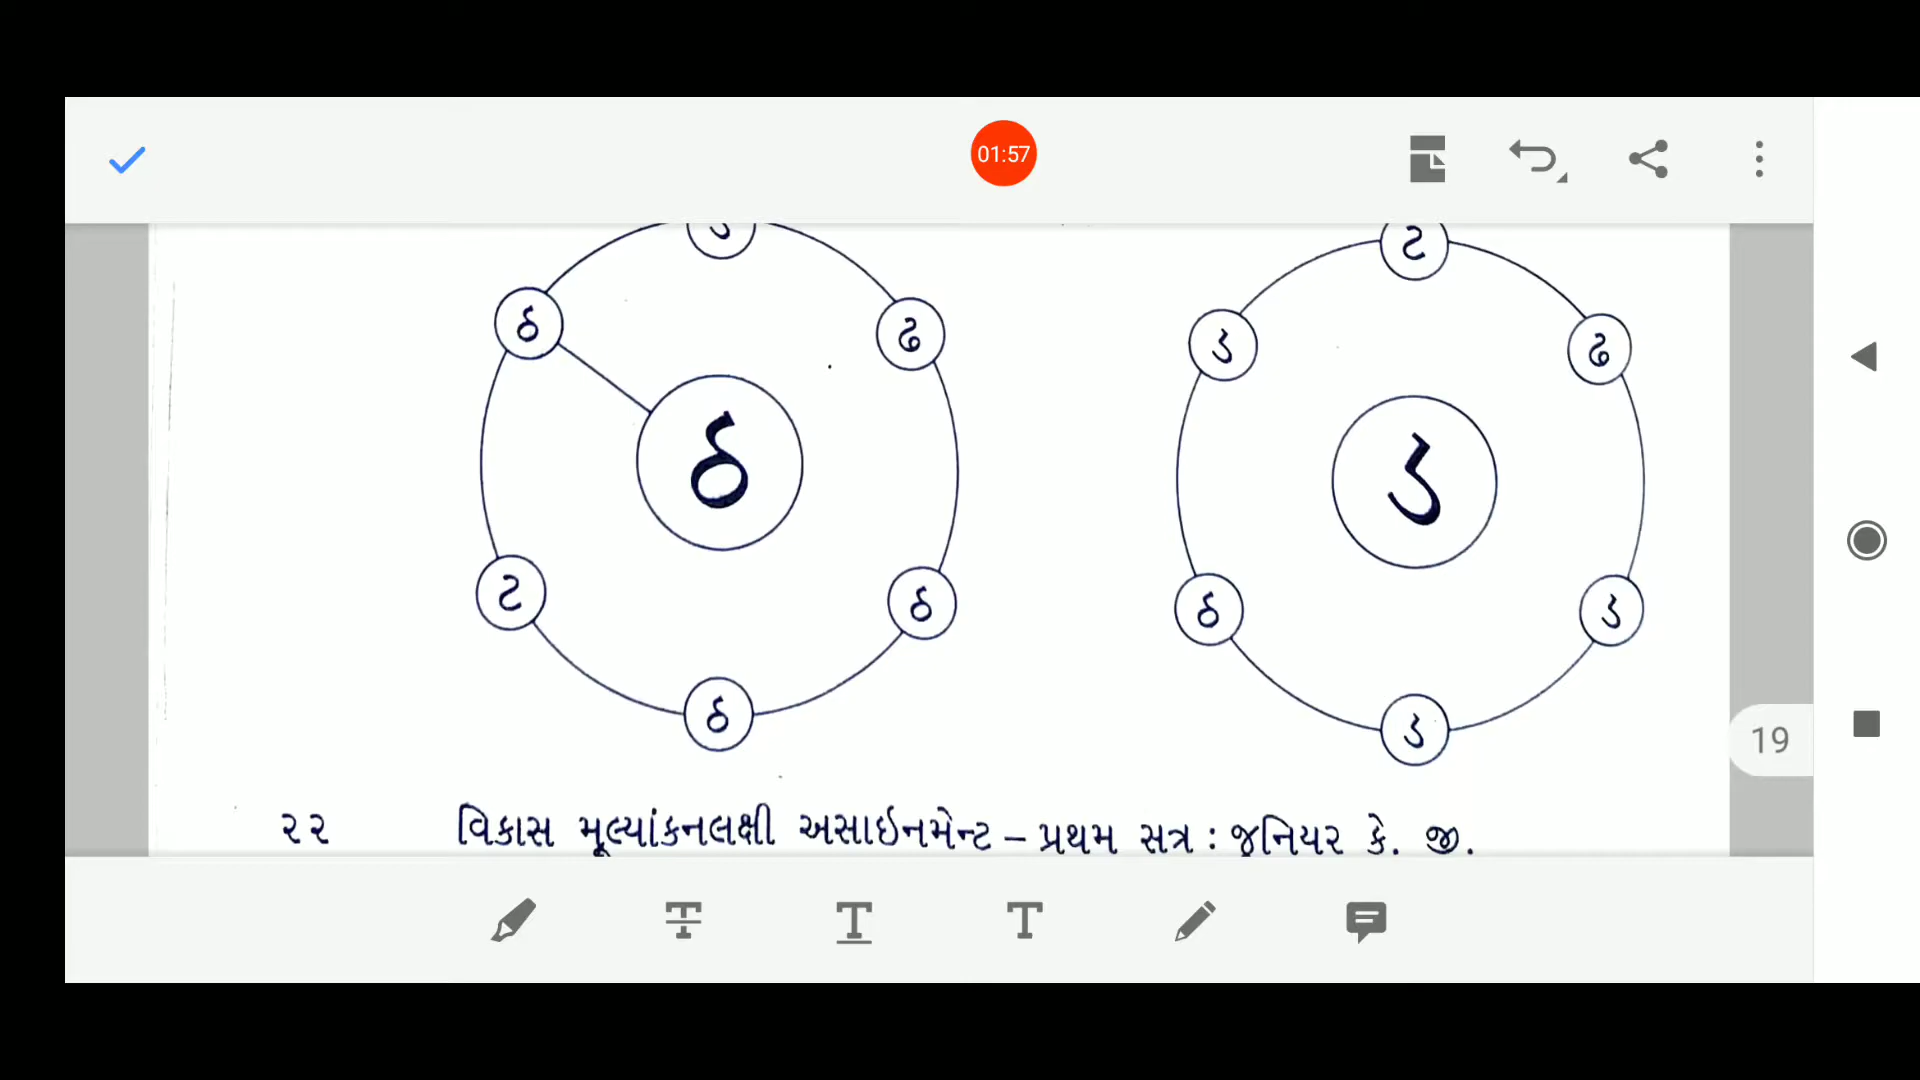 01:57
ડ
ટ
ઠ
ઢ
ડ
ઢ
ઠ
ડ
ટ
ઠ
ઠ
ડ
ઠ
ડ
19
૨૨ વિકાસ મૂલ્યાંકનલક્ષી અસાઇનમેન્ટ – પ્રથમ સત્ર : જુનિયર કે. જી.
T T T